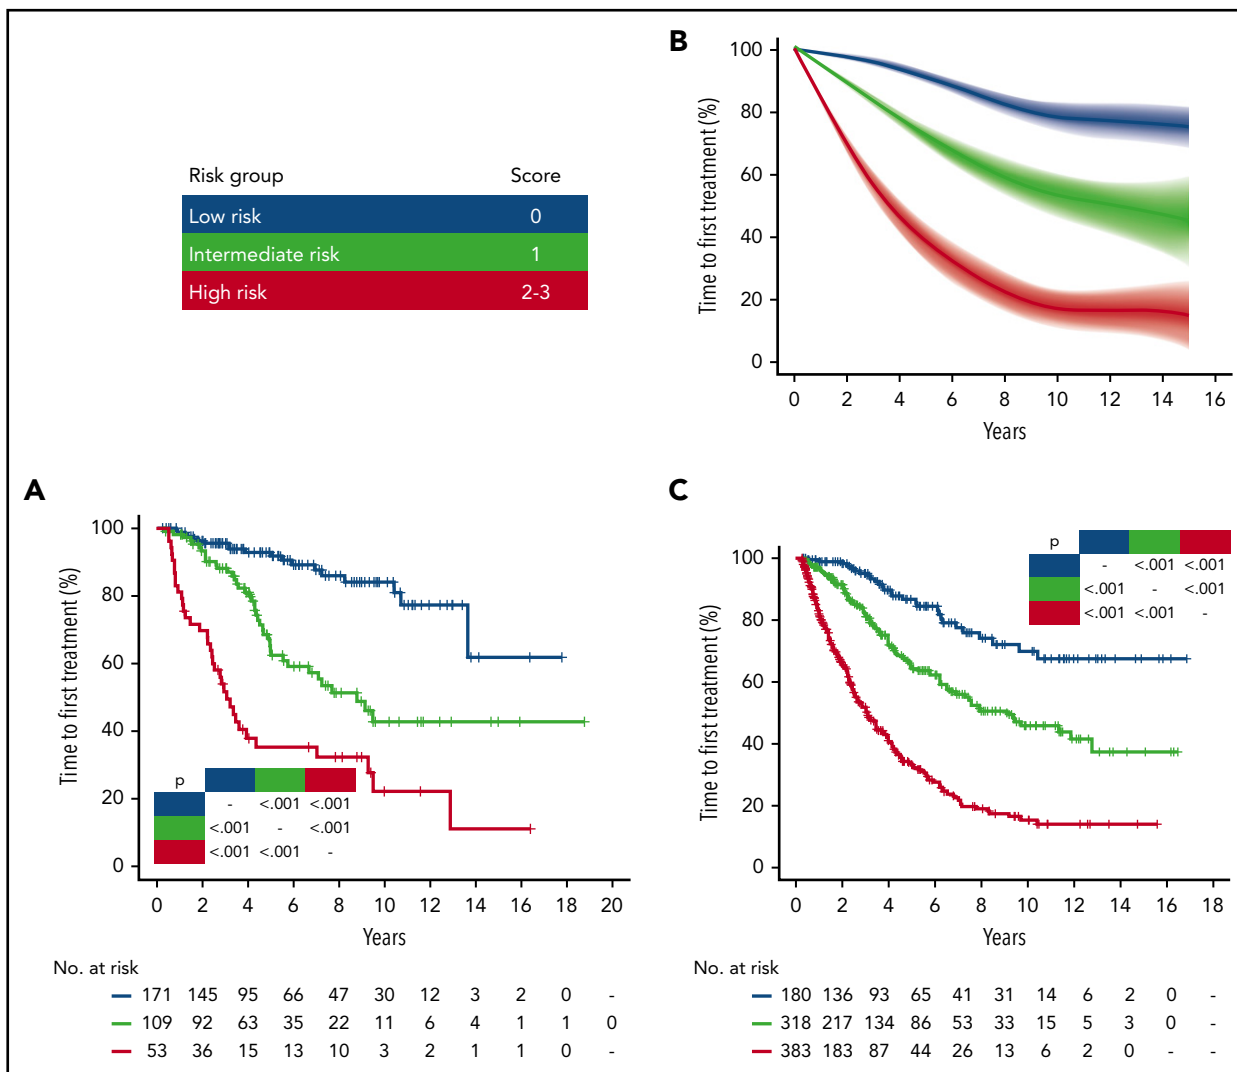 Risk group Score
Low risk 0
Intermediate risk 1
High risk 2-3
B
Time to first treatment (%)
100
80
60
40
20
0
0 2 4 6 8 10 12 14 16
Years
A
Time to first treatment (%)
100
80
60
40
20
0
p
- <.001 <.001
<.001 - <.001
<.001 <.001 -
0 2 4 6 8 10 12 14 16 18 20
Years
No. at risk
171 145 95 66 47 30 12 3 2 0 -
109 92 63 35 22 11 6 4 1 1 0
53 36 15 13 10 3 2 1 1 0 -
C
Time to first treatment (%)
100
80
60
40
20
0
p
- <.001 <.001
<.001 - <.001
<.001 <.001 -
0 2 4 6 8 10 12 14 16 18
Years
No. at risk
180 136 93 65 41 31 14 6 2 0 -
318 217 134 86 53 33 15 5 3 0 -
383 183 87 44 26 13 6 2 0 - -